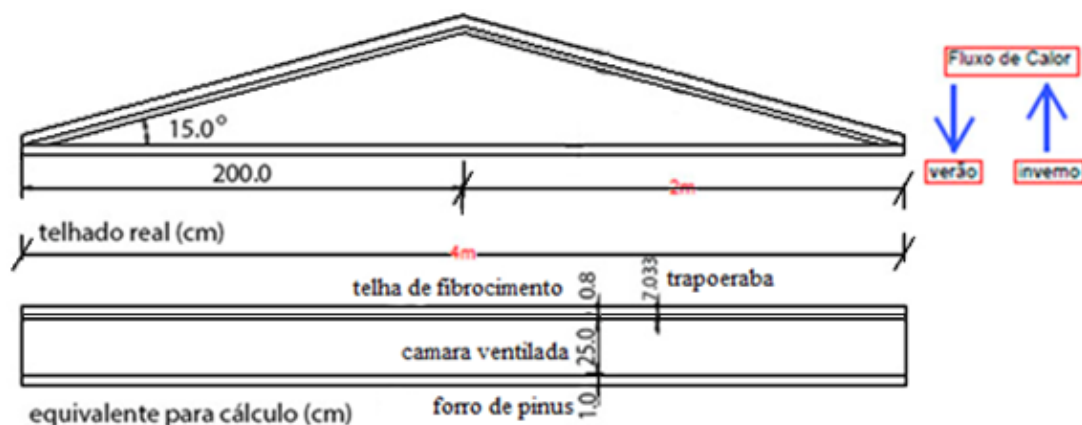 Fluxo de Calor
15.0°
verão
inverno
200.0
2m
telhado real (cm)
4m
telha de fibrocimento
0.8
7.033
trapoeraba
camara ventilada
25.0
forro de pinus
1.0
equivalente para cálculo (cm)